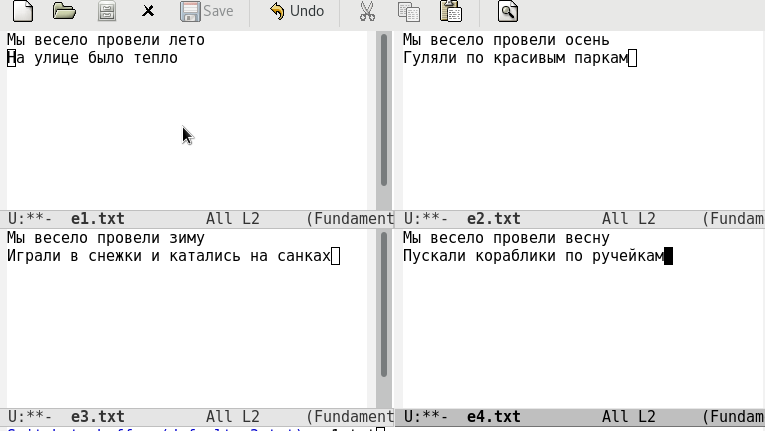 Save Undo
Мы весело провели лето
На улице было тепло
U:**- e1.txt All L2 (Fundament
Мы весело провели осень
Гуляли по красивым паркам
U:**- e2.txt All L2 (Fundam
Мы весело провели зиму
Играли в снежки и катались на санках
U:**- e3.txt All L2 (Fundament
Мы весело провели весну
Пускали кораблики по ручейкам
U:**- e4.txt All L2 (Fundam